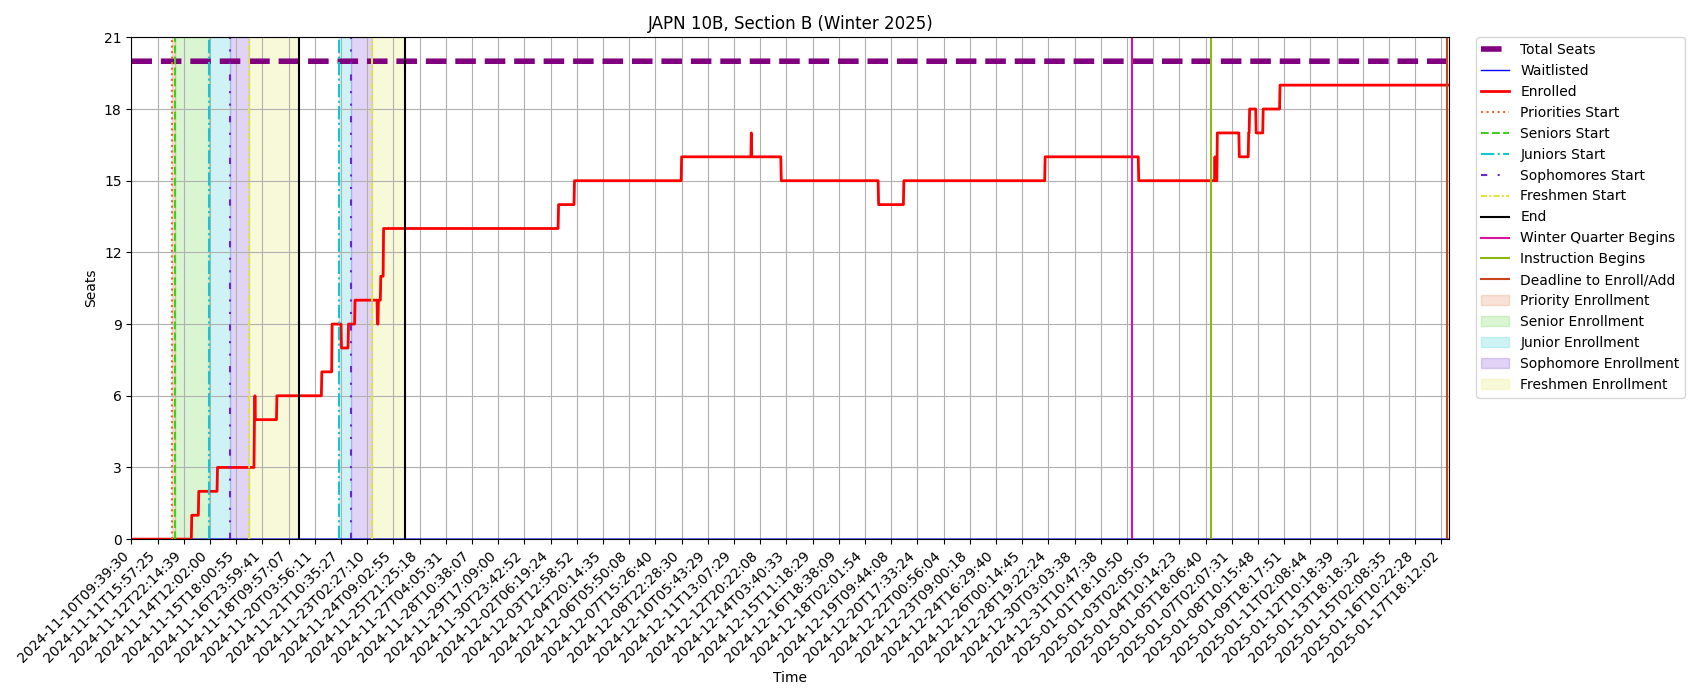 JAPN 10B, Section B (Winter 2025)
21
18
15
12
9
6
3
0
Seats
2024-11-10T09:39:30
2024-11-11T15:57:25
2024-11-12T22:14:39
2024-11-14T12:02:00
2024-11-15T18:00:55
2024-11-16T23:59:41
2024-11-18T09:57:07
2024-11-20T03:56:11
2024-11-21T10:35:27
2024-11-23T02:27:10
2024-11-24T09:02:55
2024-11-25T21:25:18
2024-11-27T04:05:31
2024-11-28T10:38:07
2024-11-29T17:09:00
2024-11-30T23:42:52
2024-12-02T06:19:24
2024-12-03T12:58:52
2024-12-04T20:14:35
2024-12-06T05:50:08
2024-12-07T15:26:40
2024-12-08T22:28:30
2024-12-10T05:43:29
2024-12-11T13:07:29
2024-12-12T20:22:08
2024-12-14T03:40:33
2024-12-15T11:18:29
2024-12-16T18:38:09
2024-12-18T02:01:54
2024-12-19T09:44:08
2024-12-20T17:33:24
2024-12-22T00:56:04
2024-12-23T09:00:18
2024-12-24T16:29:40
2024-12-26T00:14:45
2024-12-28T19:22:24
2024-12-30T03:03:38
2024-12-31T10:47:38
2025-01-01T18:10:50
2025-01-03T02:05:05
2025-01-04T10:14:23
2025-01-05T18:06:40
2025-01-07T02:07:31
2025-01-08T10:15:48
2025-01-09T18:17:51
2025-01-11T02:08:44
2025-01-12T10:18:39
2025-01-13T18:18:32
2025-01-15T02:08:35
2025-01-16T10:22:28
2025-01-17T18:12:02
Time
Total Seats
Waitlisted
Enrolled
Priorities Start
Seniors Start
Juniors Start
Sophomores Start
Freshmen Start
End
Winter Quarter Begins
Instruction Begins
Deadline to Enroll/Add
Priority Enrollment
Senior Enrollment
Junior Enrollment
Sophomore Enrollment
Freshmen Enrollment